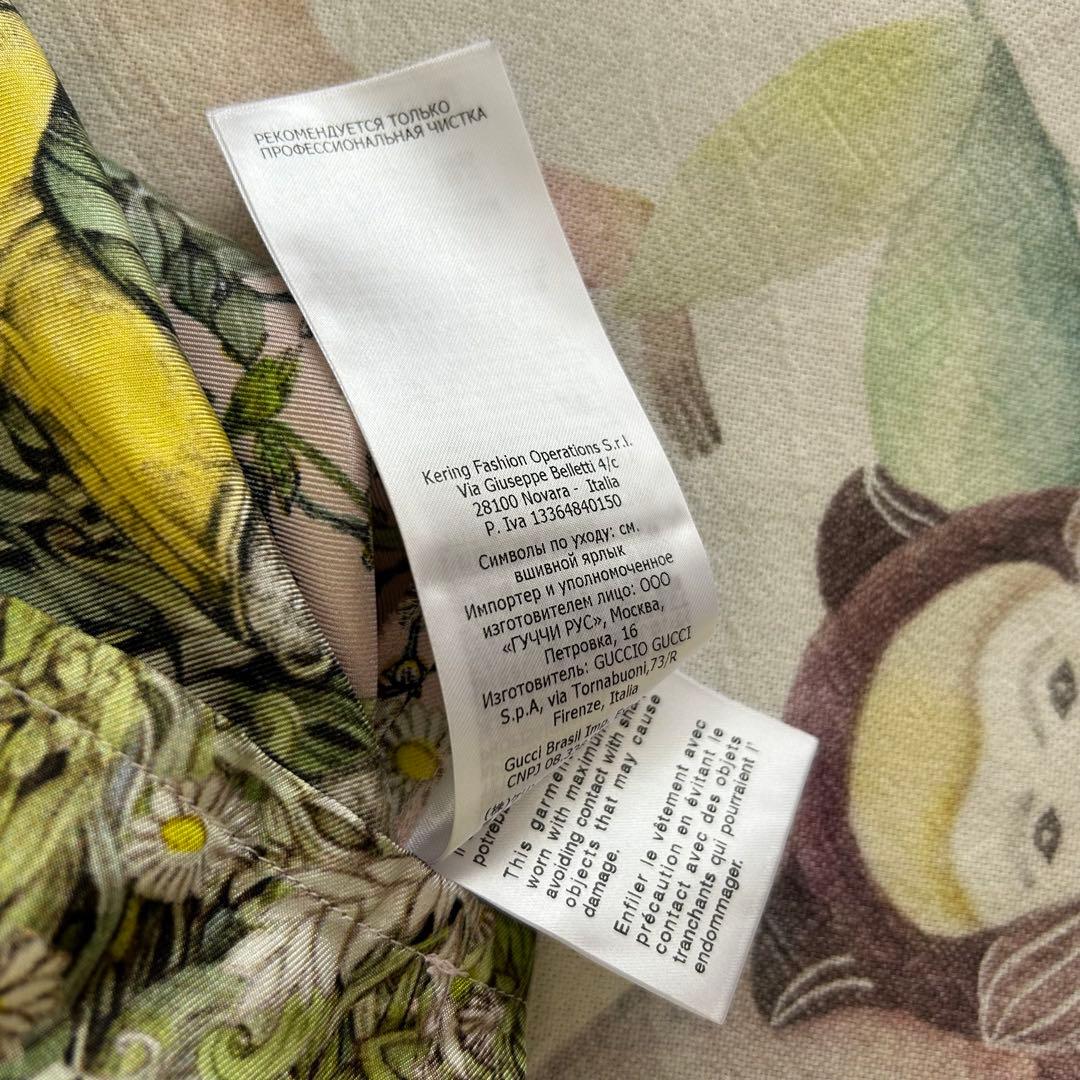 РЕКОМЕНДУЕТСЯ ТОЛЬКО
ПРОФЕССИОНАЛЬНАЯ ЧИСТКА
Kering Fashion Operations S.r.l.
Via Giuseppe Belletti 4/c
28100 Novara - Italia
P. Iva 13364840150
Символы по уходу: см.
вшивной ярлык
Импортер и уполномоченное
изготовителем лицо: ООО
«ГУЧЧИ РУС», Москва,
Петровка, 16
Изготовитель: GUCCIO GUCCI
S.p.A, via Tornabuoni,73/R
Firenze, Italia
Gucci Brasil Imp.
CNPJ 08.
This garment
worn with maximum
avoiding contact with
objects that may cause
damage.
Enfiler le vêtement avec
précaution en évitant le
contact avec des objets
tranchants qui pourraient l'
endommager.